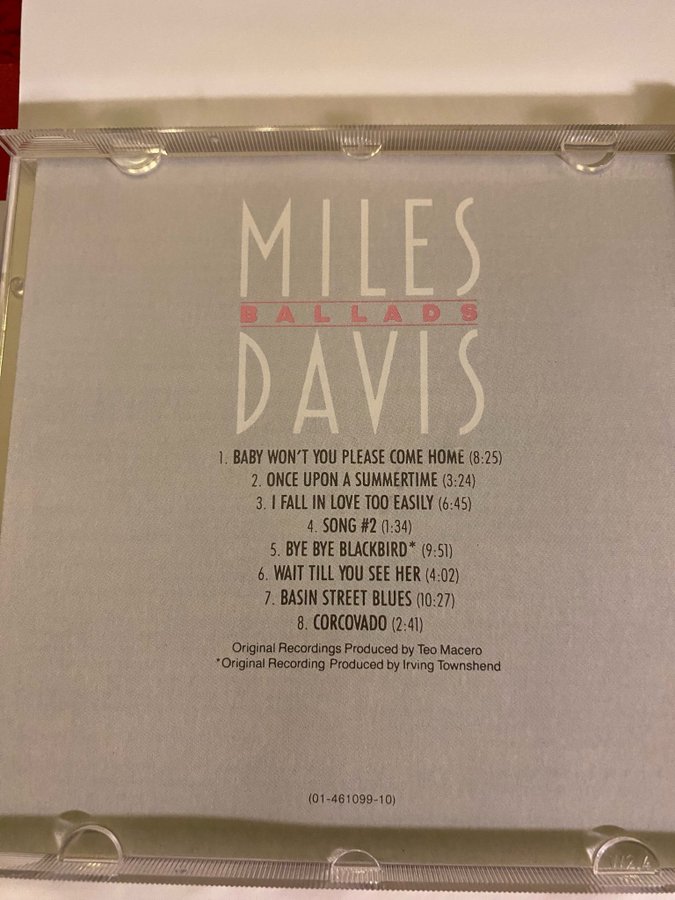 MILES
BALLADS
DAVIS
1. BABY WON'T YOU PLEASE COME HOME (8:25)
2. ONCE UPON A SUMMERTIME (3:24)
3. I FALL IN LOVE TOO EASILY (6:45)
4. SONG #2 (1:34)
5. BYE BYE BLACKBIRD* (9:51)
6. WAIT TILL YOU SEE HER (4:02)
7. BASIN STREET BLUES (10:27)
8. CORCOVADO (2:41)
Original Recordings Produced by Teo Macero
*Original Recording Produced by Irving Townshend
(01-461099-10)